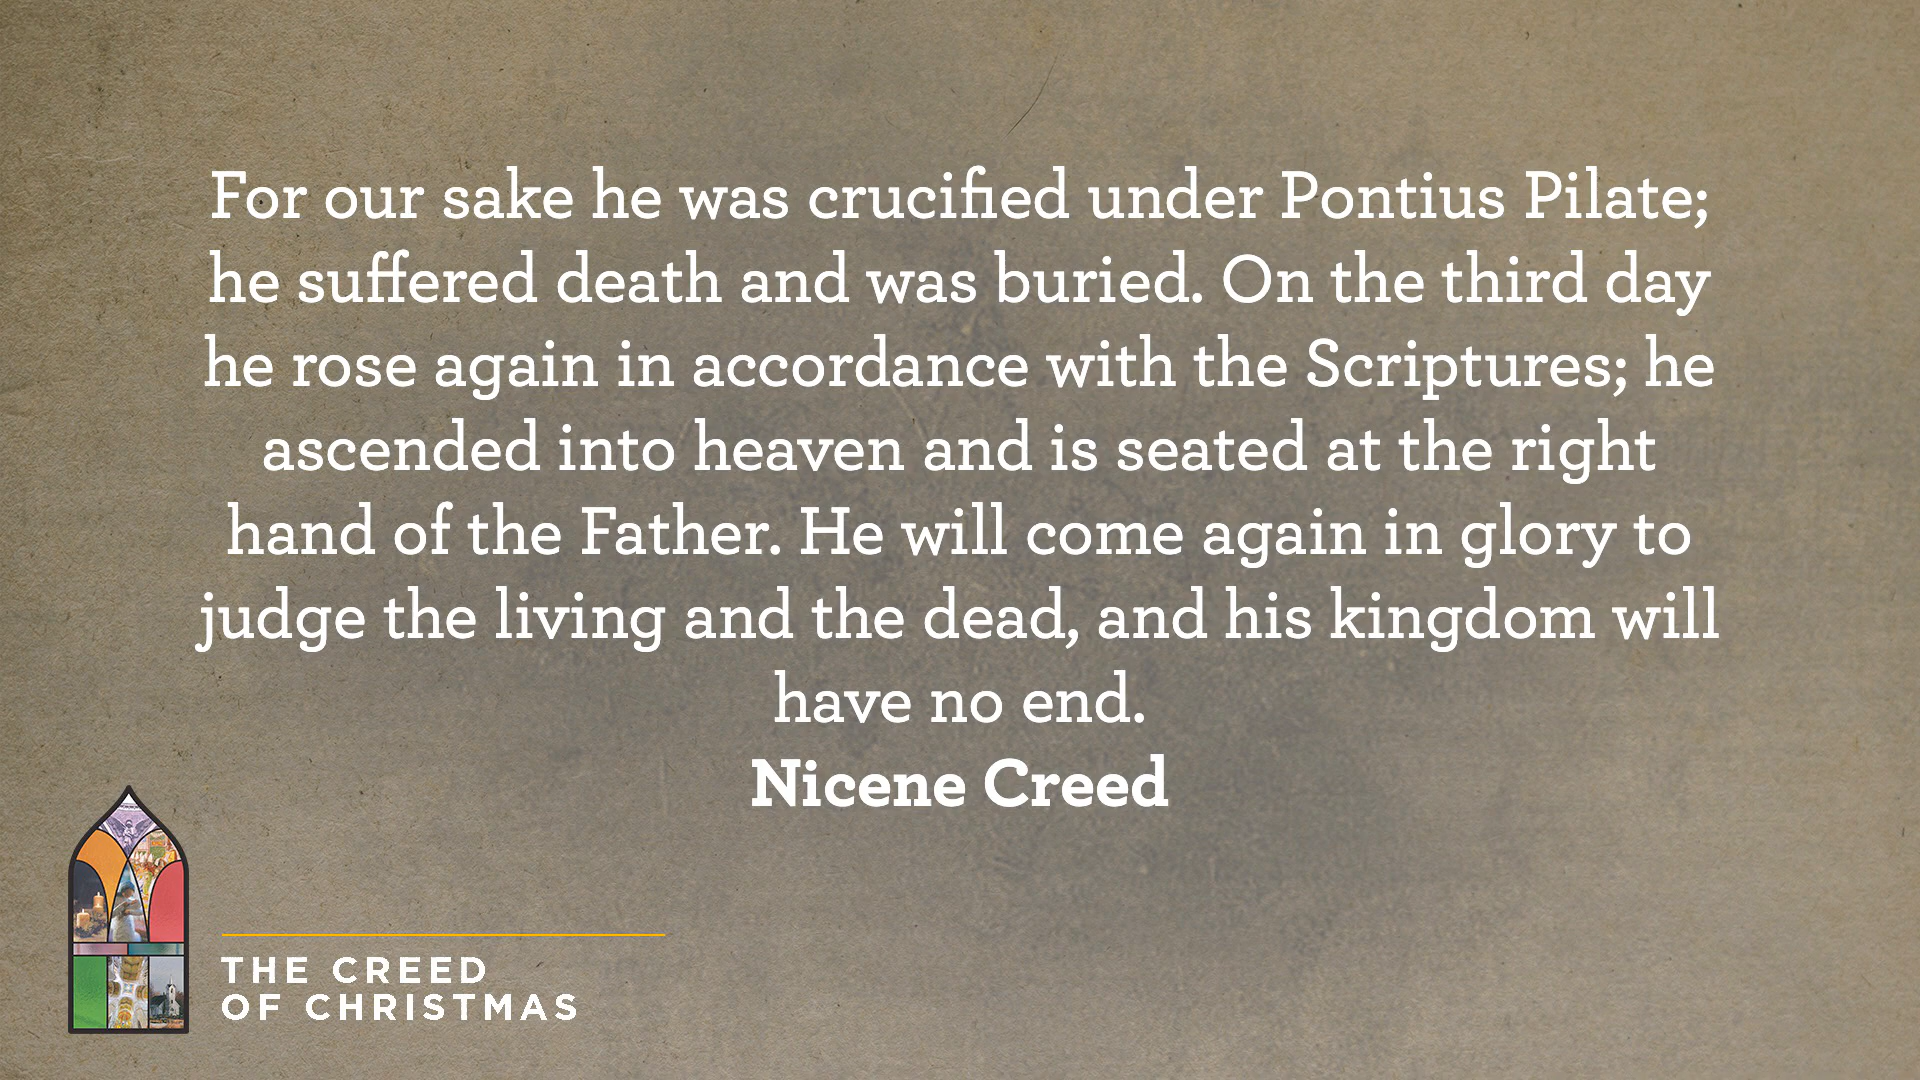 For our sake he was crucified under Pontius Pilate;
he suffered death and was buried. On the third day
he rose again in accordance with the Scriptures; he
ascended into heaven and is seated at the right
hand of the Father. He will come again in glory to
judge the living and the dead, and his kingdom will
have no end.
Nicene Creed
THE CREED
OF CHRISTMAS